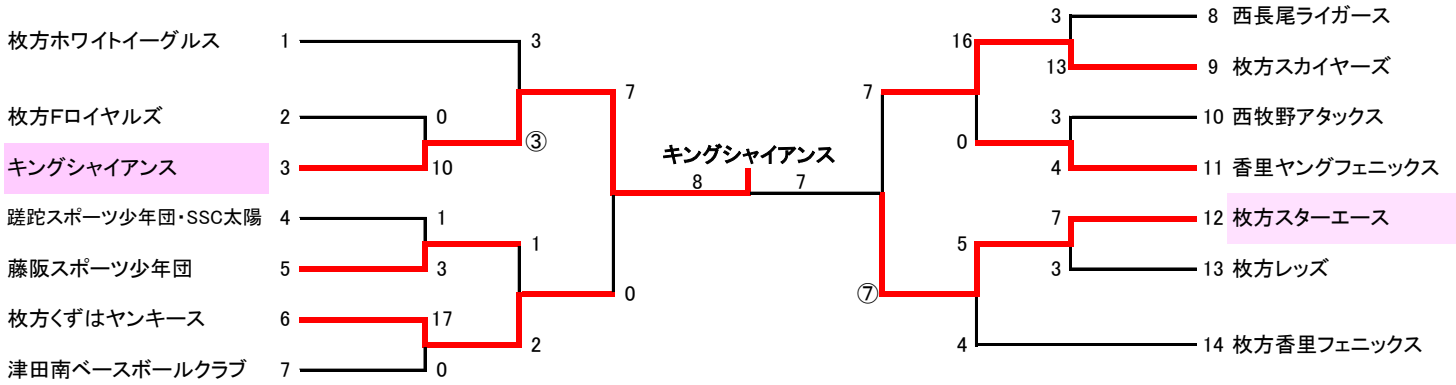 枚方ホワイトイーグルス 1 3
枚方Fロイヤルズ 2 0
③
キングシャイアンス 3 10
7
蹉跎スポーツ少年団・SSC太陽 4 1
1
藤阪スポーツ少年団 5 3
0
枚方くずはヤンキース 6 17
2
津田南ベースボールクラブ 7 0
キングシャイアンス
8 7
3 8 西長尾ライガース
16
13 9 枚方スカイヤーズ
7
3 10 西牧野アタックス
0
4 11 香里ヤングフェニックス
7 12 枚方スターエース
5
3 13 枚方レッズ
⑦
4 14 枚方香里フェニックス